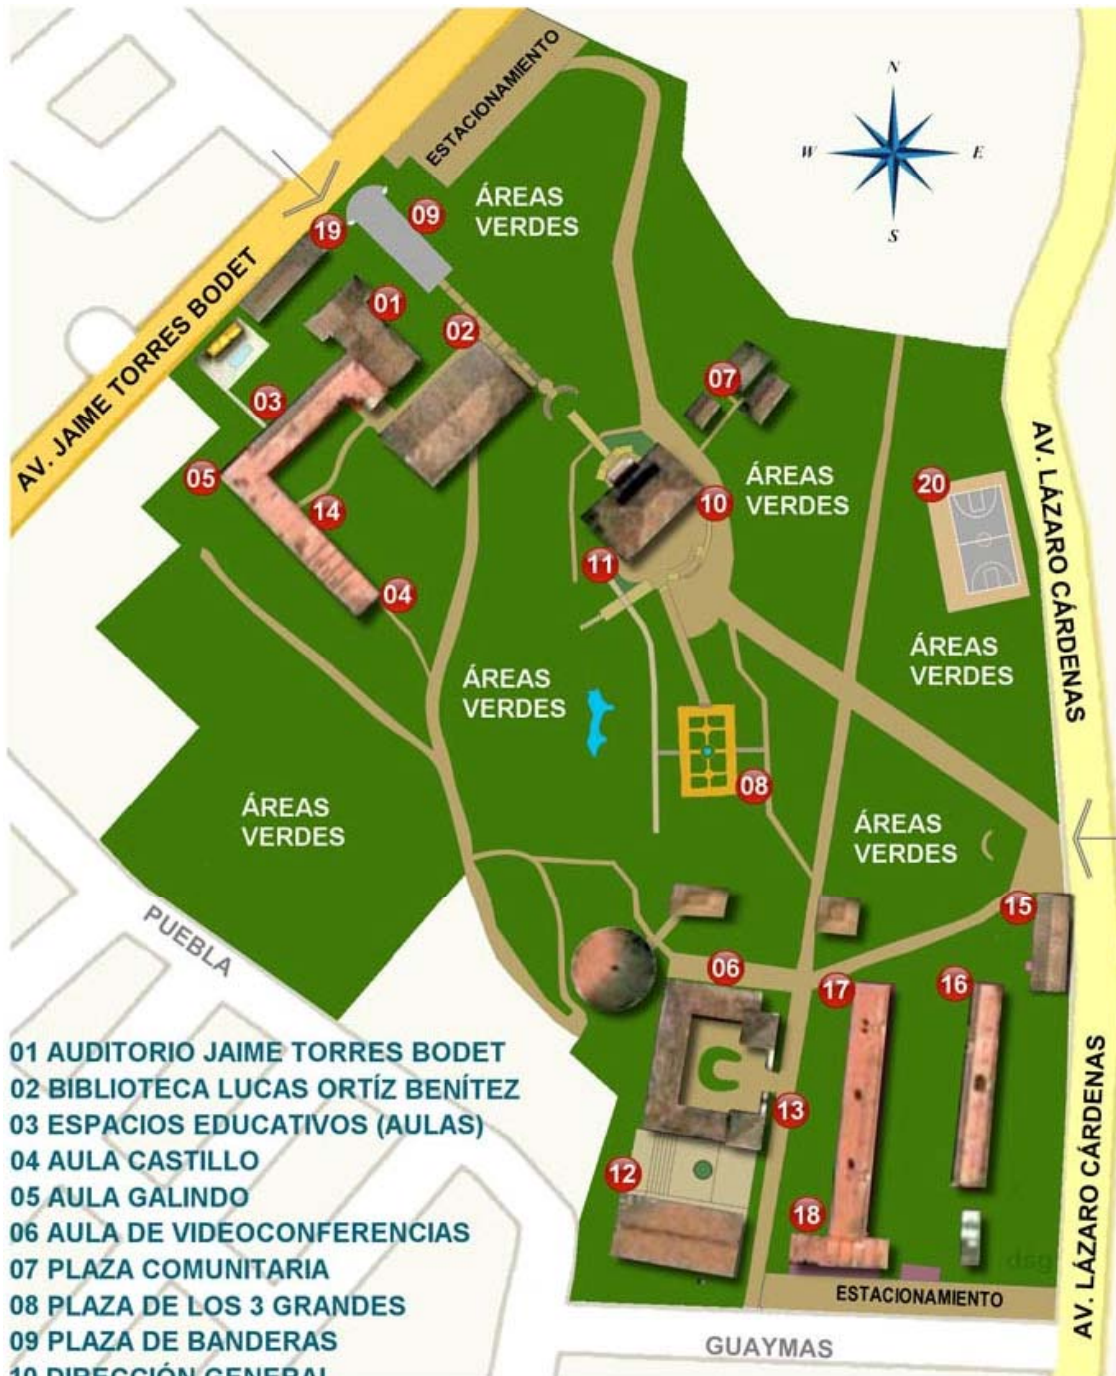 ESTACIONAMIENTO
N
W
E
S
ÁREAS
VERDES
09
19
AV. JAIME TORRES BODET
01
02
07
03
05
ÁREAS
VERDES
20
AV. LÁZARO CÁRDENAS
10
14
11
04
ÁREAS
VERDES
ÁREAS
VERDES
08
ÁREAS
VERDES
ÁREAS
VERDES
PUEBLA
15
06
17
16
13
12
18
AV. LÁZARO CÁRDENAS
dsg
ESTACIONAMIENTO
GUAYMAS
01 AUDITORIO JAIME TORRES BODET
02 BIBLIOTECA LUCAS ORTÍZ BENÍTEZ
03 ESPACIOS EDUCATIVOS (AULAS)
04 AULA CASTILLO
05 AULA GALINDO
06 AULA DE VIDEOCONFERENCIAS
07 PLAZA COMUNITARIA
08 PLAZA DE LOS 3 GRANDES
09 PLAZA DE BANDERAS
10 DIRECCIÓN GENERAL